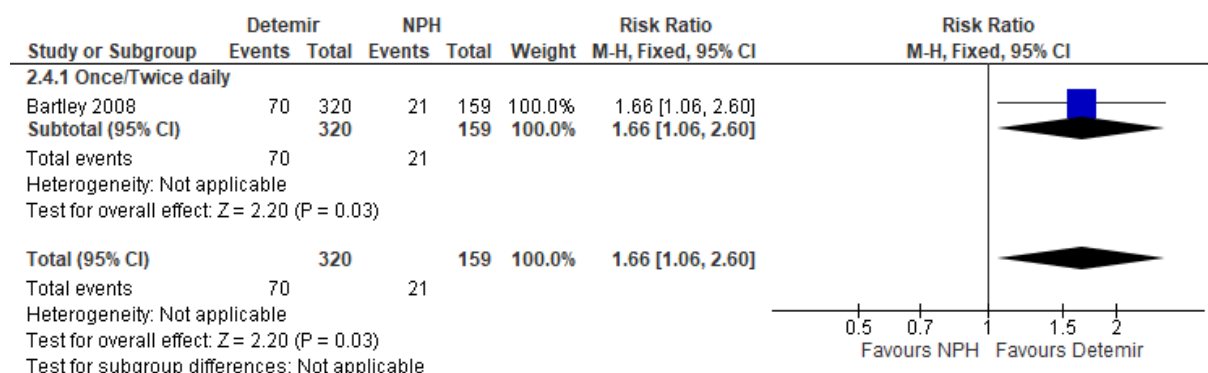 Detemir NPH Risk Ratio Risk Ratio
Study or Subgroup Events Total Events Total Weight M-H, Fixed, 95% CI M-H, Fixed, 95% CI
2.4.1 Once/Twice daily
Bartley 2008 70 320 21 159 100.0% 1.66 [1.06, 2.60]
Subtotal (95% CI) 320 159 100.0% 1.66 [1.06, 2.60]
Total events 70 21
Heterogeneity: Not applicable
Test for overall effect: Z = 2.20 (P = 0.03)
Total (95% CI) 320 159 100.0% 1.66 [1.06, 2.60]
Total events 70 21
Heterogeneity: Not applicable
Test for overall effect: Z = 2.20 (P = 0.03)
Test for subgroup differences: Not applicable
0.5 0.7 1 1.5 2
Favours NPH Favours Detemir